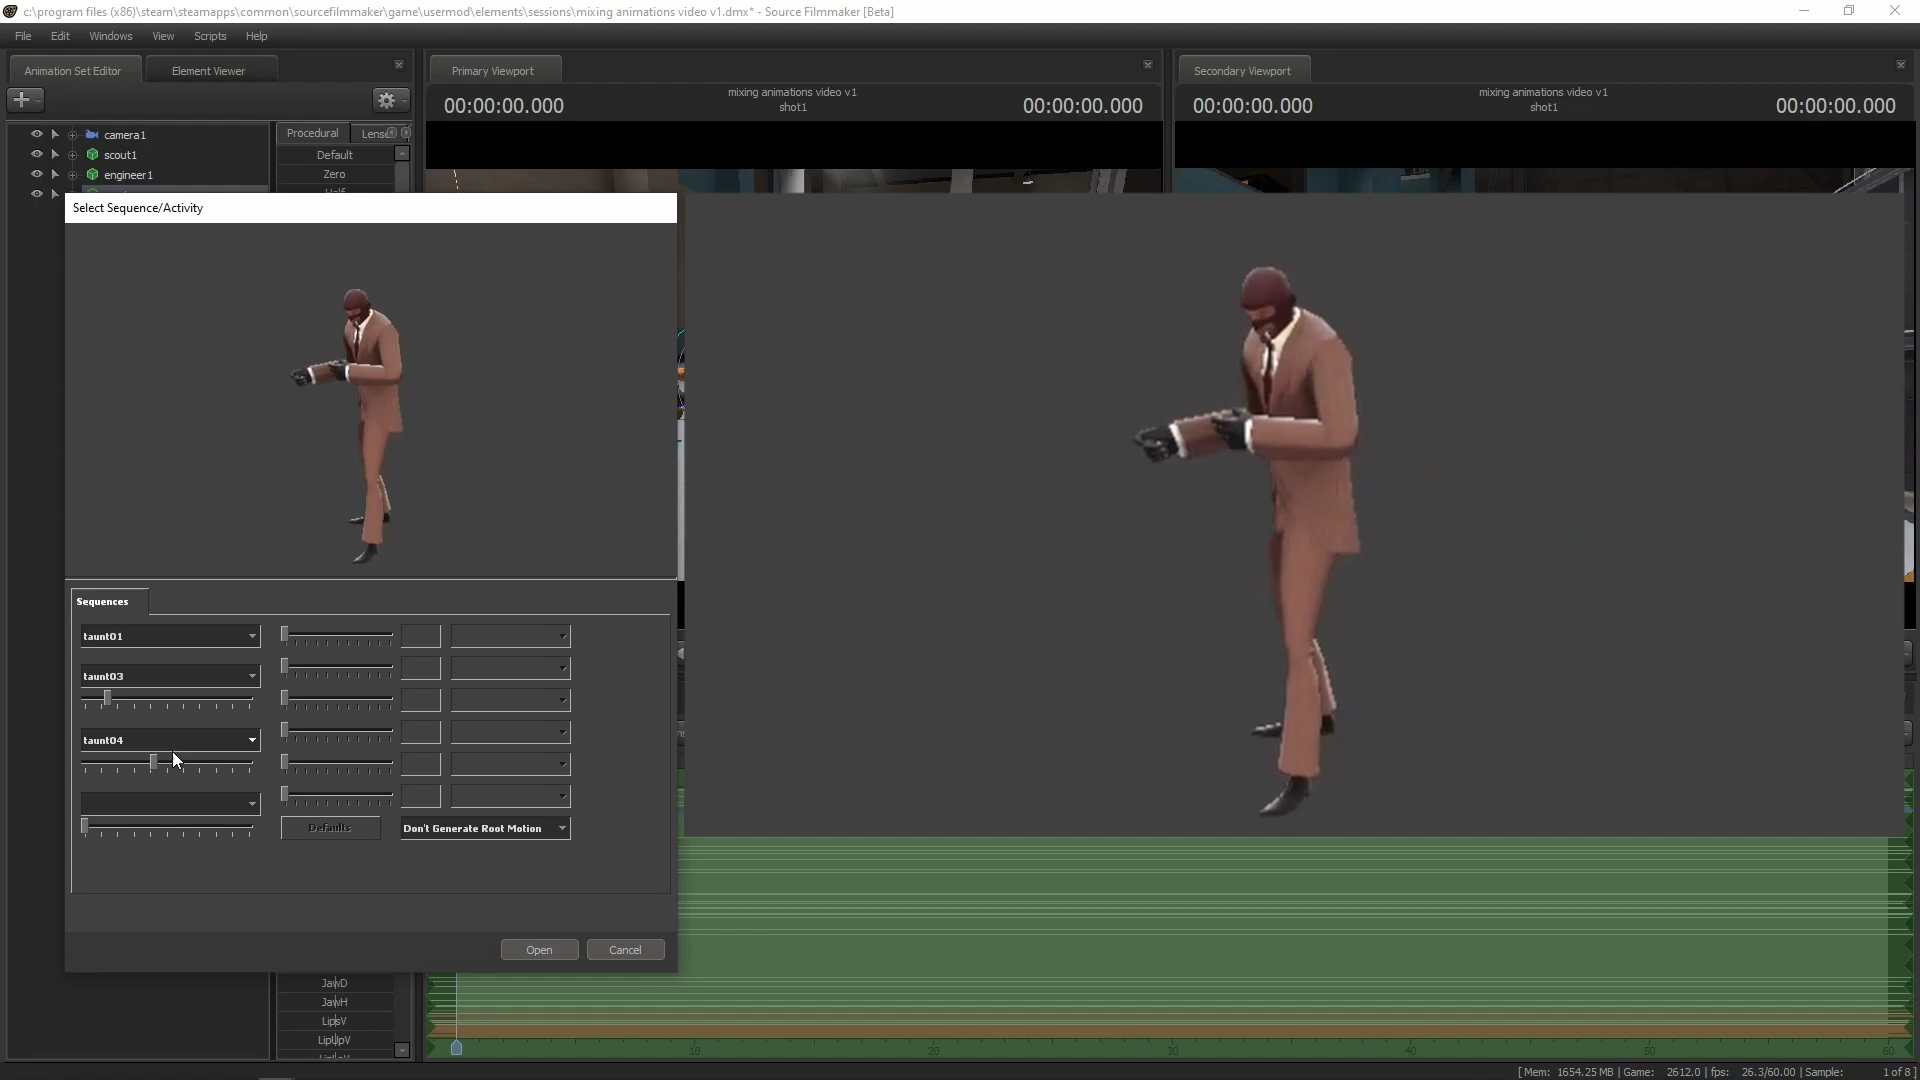 c:\program files (x86)\steam\steamapps\common\sourcefilmmaker\game\usermod\elements\sessions\mixing animations video v1.dmx* - Source Filmmaker [Beta]
File Edit Windows View Scripts Help
Animation Set Editor Element Viewer
Primary Viewport
Secondary Viewport
00:00:00.000
mixing animations video v1
shot1
00:00:00.000
00:00:00.000
mixing animations video v1
shot1
00:00:00.000
camera1
scout1
engineer1
Procedural
Default
Zero
Select Sequence/Activity
Sequences
taunt01
taunt03
taunt04
Defaults
Don't Generate Root Motion
Open Cancel
JawD
JawH
LipsV
LipUpV
10 20 30 40 50 60
[ Mem: 1654.25 MB | Game: 2612.0 | fps: 26.3/60.00 | Sample: 1 of 8 ]